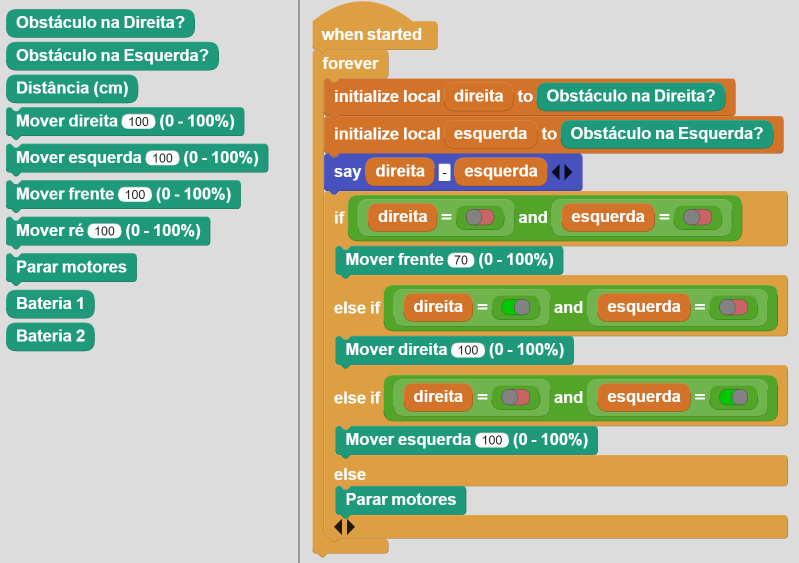 Obstáculo na Direita?
Obstáculo na Esquerda?
Distância (cm)
Mover direita 100 (0 - 100%)
Mover esquerda 100 (0 - 100%)
Mover frente 100 (0 - 100%)
Mover ré 100 (0 - 100%)
Parar motores
Bateria 1
Bateria 2
when started
forever
initialize local direita to Obstáculo na Direita?
initialize local esquerda to Obstáculo na Esquerda?
say direita - esquerda
if direita = and esquerda =
Mover frente 70 (0 - 100%)
else if direita = and esquerda =
Mover direita 100 (0 - 100%)
else if direita = and esquerda =
Mover esquerda 100 (0 - 100%)
else
Parar motores